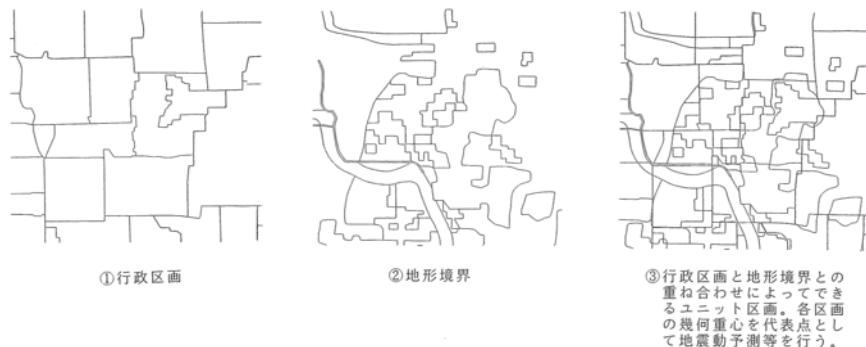 ①行政区画
②地形境界
③行政区画と地形境界との
重ね合わせによってでき
るユニット区画。各区画
の幾何重心を代表点とし
て地震動予測等を行う。